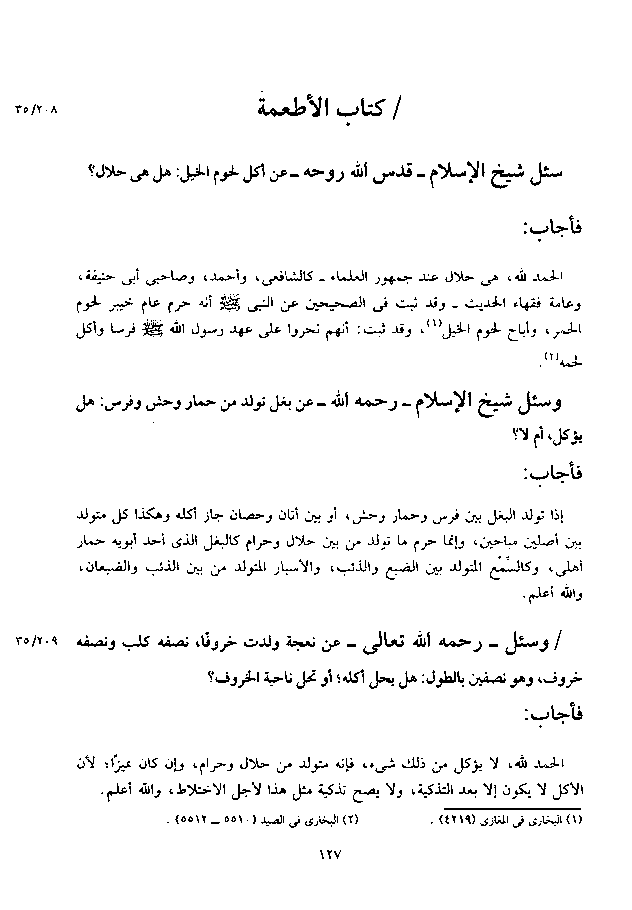 ٣٥/٢٠٨ / كتاب الأطعمة
سئل شيخ الإسلام ـ قدس الله روحه ـ عن أكل لحوم الخيل: هل هى حلال؟
فأجاب:
الحمد لله، هى حلال عند جمهور العلماء ـ كالشافعى، وأحمد، وصاحبى أبى حنيفة،
وعامة فقهاء الحديث ـ وقد ثبت فى الصحيحين عن النبى ﷺ أنه حرم عام خيبر لحوم
الحمر، وأباح لحوم الخيل(١)، وقد ثبت: أنهم نحروا على عهد رسول الله ﷺ فرسا وأكل
لحمه(٢).
وسئل شيخ الإسلام ـ رحمه الله ـ عن بغل تولد من حمار وحش وفرس: هل
يؤكل، أم لا؟
فأجاب:
إذا تولد البغل بين فرس وحمار وحش، أو بين أتان وحصان جاز أكله وهكذا كل متولد
بين أصلين مباحين، وإنما حرم ما تولد من بين حلال وحرام كالبغل الذى أحد أبويه حمار
أهلى، وكالسِّمْع المتولد بين الضبع والذئب، والأسبار المتولد من بين الذئب والضبعان،
والله أعلم.
٣٥/٢٠٩ / وسئل ـ رحمه الله تعالى ـ عن نعجة ولدت خروفًا، نصفه كلب ونصفه
خروف، وهو نصفين بالطول: هل يحل أكله؛ أو تحل ناحية الخروف؟
فأجاب:
الحمد لله، لا يؤكل من ذلك شىء، فإنه متولد من حلال وحرام، وإن كان مميزًا؛ لأن
الأكل لا يكون إلا بعد التذكية، ولا يصح تذكية مثل هذا لأجل الاختلاط، والله أعلم.
(١) البخارى فى المغازى (٤٢١٩) . (٢) البخارى فى الصيد (٥٥١٠ ـ ٥٥١٢) .
١٢٧